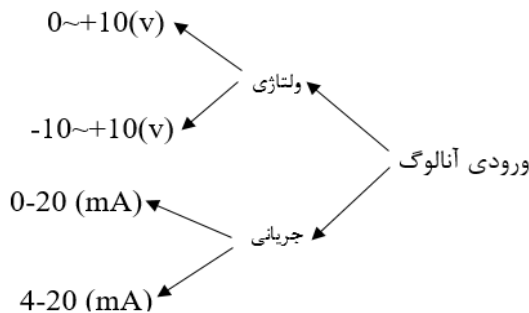 ورودی آنالوگ
ولتاژی
0~+10(v)
-10~+10(v)
جریانی
0-20 (mA)
4-20 (mA)